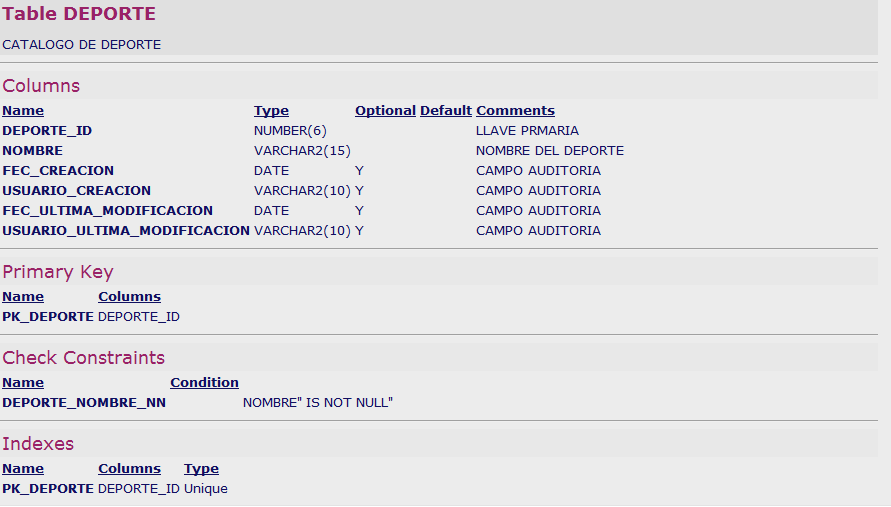 Table DEPORTE
CATALOGO DE DEPORTE
Columns
Name Type Optional Default Comments
DEPORTE_ID NUMBER(6) LLAVE PRMARIA
NOMBRE VARCHAR2(15) NOMBRE DEL DEPORTE
FEC_CREACION DATE Y CAMPO AUDITORIA
USUARIO_CREACION VARCHAR2(10) Y CAMPO AUDITORIA
FEC_ULTIMA_MODIFICACION DATE Y CAMPO AUDITORIA
USUARIO_ULTIMA_MODIFICACION VARCHAR2(10) Y CAMPO AUDITORIA
Primary Key
Name Columns
PK_DEPORTE DEPORTE_ID
Check Constraints
Name Condition
DEPORTE_NOMBRE_NN NOMBRE" IS NOT NULL"
Indexes
Name Columns Type
PK_DEPORTE DEPORTE_ID Unique